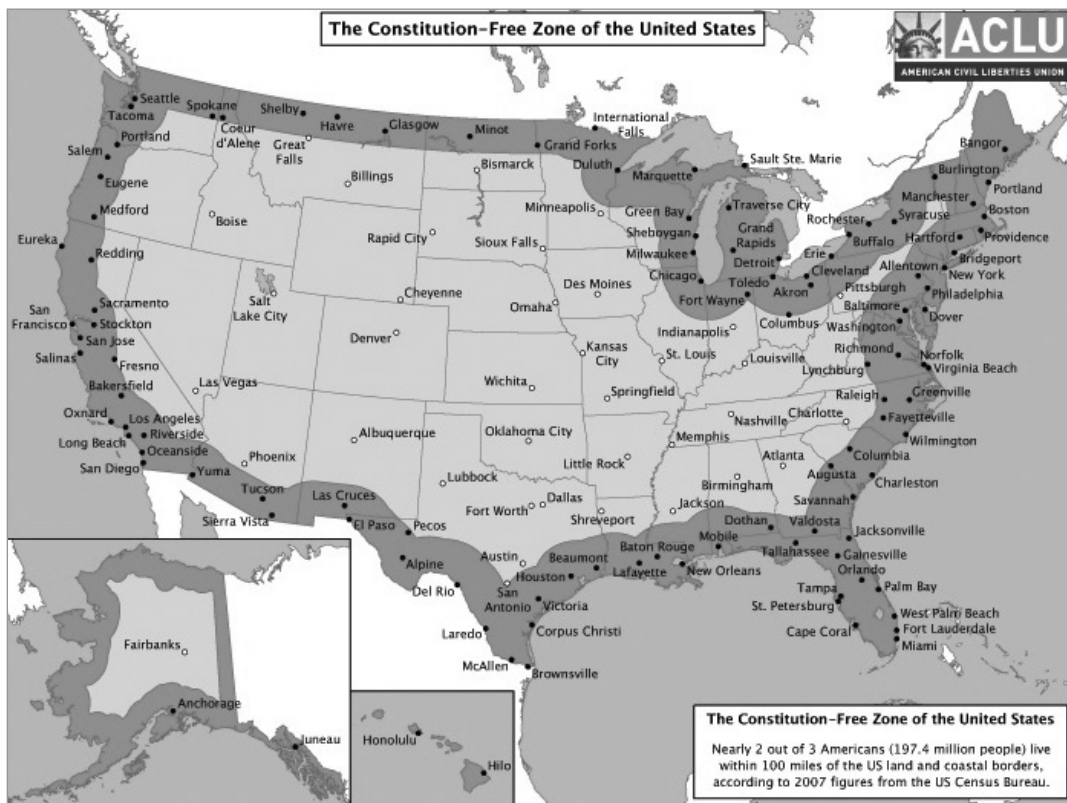 The Constitution-Free Zone of the United States
ACLU
AMERICAN CIVIL LIBERTIES UNION
Seattle
Tacoma
Spokane
Coeur
d'Alene
Shelby
Havre
Glasgow
Minot
International
Falls
Grand Forks
Great
Falls
Portland
Salem
Eugene
Medford
Billings
Bismarck
Duluth
Marquette
Sault Ste. Marie
Bangor
Burlington
Portland
Manchester
Boston
Minneapolis
Green Bay
Traverse City
Rochester
Syracuse
Boise
Rapid City
Sioux Falls
Sheboygan
Grand
Rapids
Buffalo
Hartford
Providence
Eureka
Redding
Milwaukee
Detroit
Erie
Bridgeport
Cleveland
Allentown
New York
Chicago
Toledo
Akron
Pittsburgh
Fort Wayne
Philadelphia
Salt
Lake City
Cheyenne
Omaha
Des Moines
Columbus
Baltimore
Washington
Dover
Sacramento
San
Francisco
Stockton
San Jose
Salinas
Fresno
Denver
Indianapolis
Kansas
City
St. Louis
Louisville
Richmond
Norfolk
Virginia Beach
Lynchburg
Bakersfield
Las Vegas
Wichita
Springfield
Raleigh
Greenville
Oxnard
Los Angeles
Riverside
Long Beach
Oceanside
San Diego
Albuquerque
Oklahoma City
Nashville
Charlotte
Fayetteville
Wilmington
Memphis
Little Rock
Atlanta
Columbia
Phoenix
Yuma
Tucson
Sierra Vista
Las Cruces
El Paso
Lubbock
Fort Worth
Dallas
Birmingham
Augusta
Charleston
Shreveport
Jackson
Savannah
Pecos
Alpine
Austin
Beaumont
Baton Rouge
Mobile
Dothan
Valdosta
Jacksonville
Tallahassee
Gainesville
Houston
Lafayette
New Orleans
Orlando
Del Rio
San
Antonio
Victoria
Tampa
St. Petersburg
Palm Bay
Laredo
Corpus Christi
Cape Coral
West Palm Beach
Fort Lauderdale
Miami
McAllen
Brownsville
Fairbanks
Anchorage
Juneau
Honolulu
Hilo
The Constitution-Free Zone of the United States
Nearly 2 out of 3 Americans (197.4 million people) live
within 100 miles of the US land and coastal borders,
according to 2007 figures from the US Census Bureau.